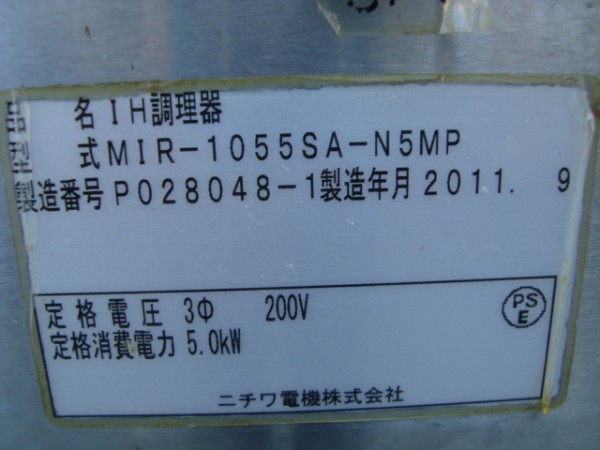 品 名 IH調理器
型 式 MIR-1055SA-N5MP
製造番号 P028048-1 製造年月 2011. 9
定格電圧 3Φ 200V
PS
E
定格消費電力 5.0kW
ニチワ電機株式会社